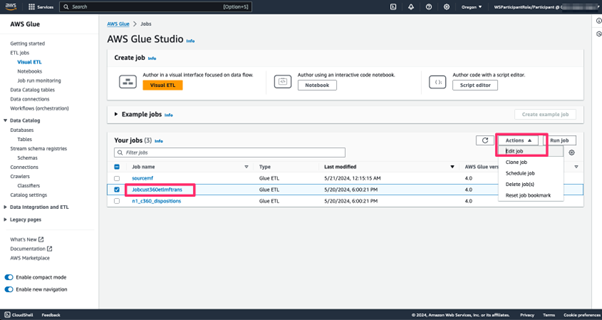 aws
Services
Search
[Option+S]
Oregon
WSParticipantRole/Participant @
AWS Glue
Getting started
ETL jobs
Visual ETL
Notebooks
Job run monitoring
Data Catalog tables
Data connections
Workflows (orchestration)
Data Catalog
Databases
Tables
Stream schema registries
Schemas
Connections
Crawlers
Classifiers
Catalog settings
Data Integration and ETL
Legacy pages
What's New
Documentation
AWS Marketplace
Enable compact mode
Enable new navigation
AWS Glue > Jobs
AWS Glue Studio Info
Create job Info
Author in a visual interface focused on data flow.
Visual ETL
Author using an interactive code notebook.
Notebook
Author code with a script editor.
Script editor
Example jobs Info
Create example job
Your jobs (3) Info
Actions
Run job
Filter jobs
Edit job
Clone job
Schedule job
Delete job(s)
Reset job bookmark
Job name Type Last modified AWS Glue version
sourcemf Glue ETL 5/21/2024, 12:15:15 AM 4.0
Jobcust360etlmftrans Glue ETL 5/20/2024, 6:00:21 PM 4.0
n1_c360_dispositions Glue ETL 5/20/2024, 6:00:21 PM 4.0
CloudShell Feedback
© 2024, Amazon Web Services, Inc. or its affiliates. Privacy Terms Cookie preferences